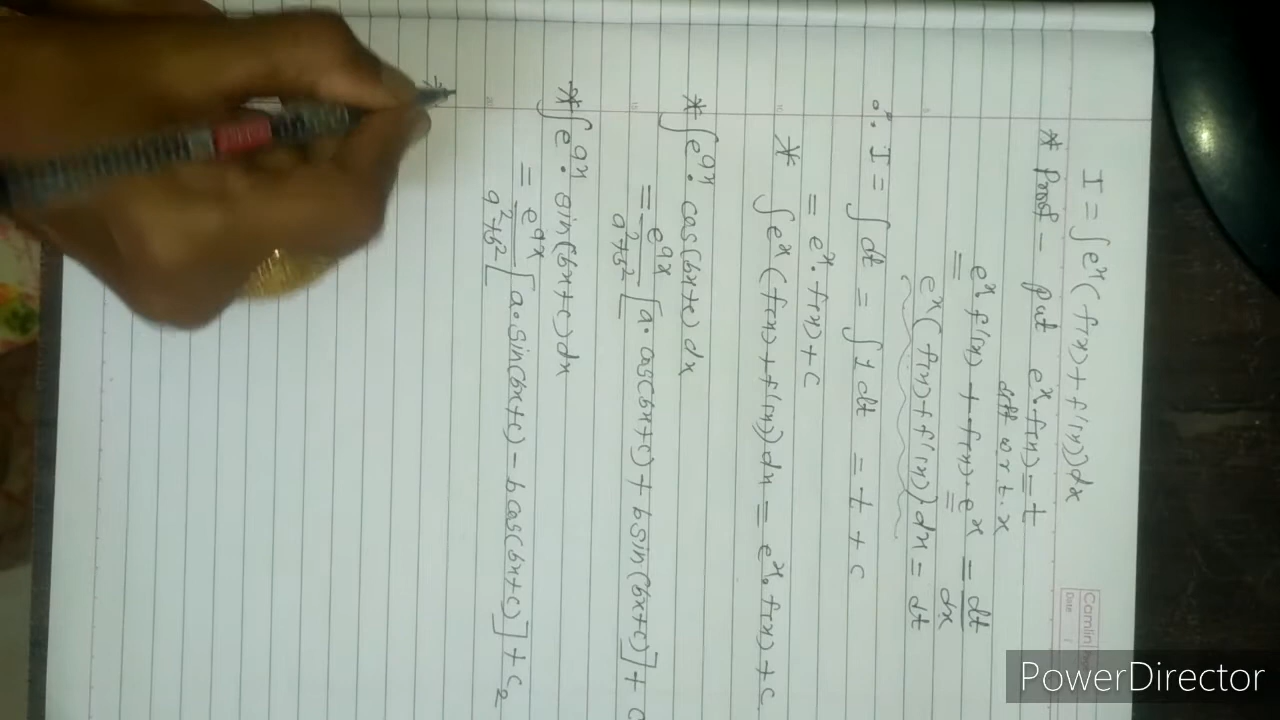 Camlin
Date
I = ∫ eˣ ( f(x) + f'(x) ) dx
* Proof - put eˣ. f(x) = t
diff w.r.t. x
eˣ f'(x) + f(x). eˣ = dt/dx
eˣ ( f(x) + f'(x) ) dx = dt
∴ I = ∫ dt = ∫ 1 dt = t + c
= eˣ. f(x) + c
* ∫ eˣ ( f(x) + f'(x) ) dx = eˣ. f(x) + c
* ∫ eᵃˣ. cos(bx+c) dx
= eᵃˣ/a²+b² [ a. cos(bx+c) + b sin(bx+c) ] + c
* ∫ eᵃˣ. sin(bx+c) dx
= eᵃˣ/a²+b² [ a. sin(bx+c) - b cos(bx+c) ] + c₂
*
PowerDirector